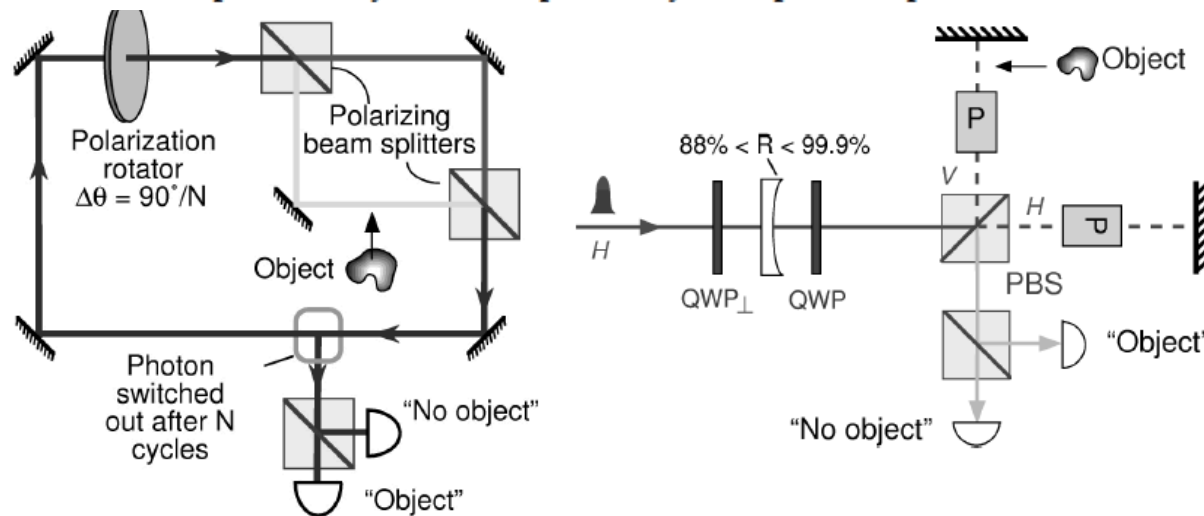 Polarization
rotator
Δθ = 90°/N
Polarizing
beam splitters
Object
Photon
switched
out after N
cycles
"No object"
"Object"
Object
P
88% < R < 99.9%
V
H
P
H
QWP⊥
QWP
PBS
"Object"
"No object"